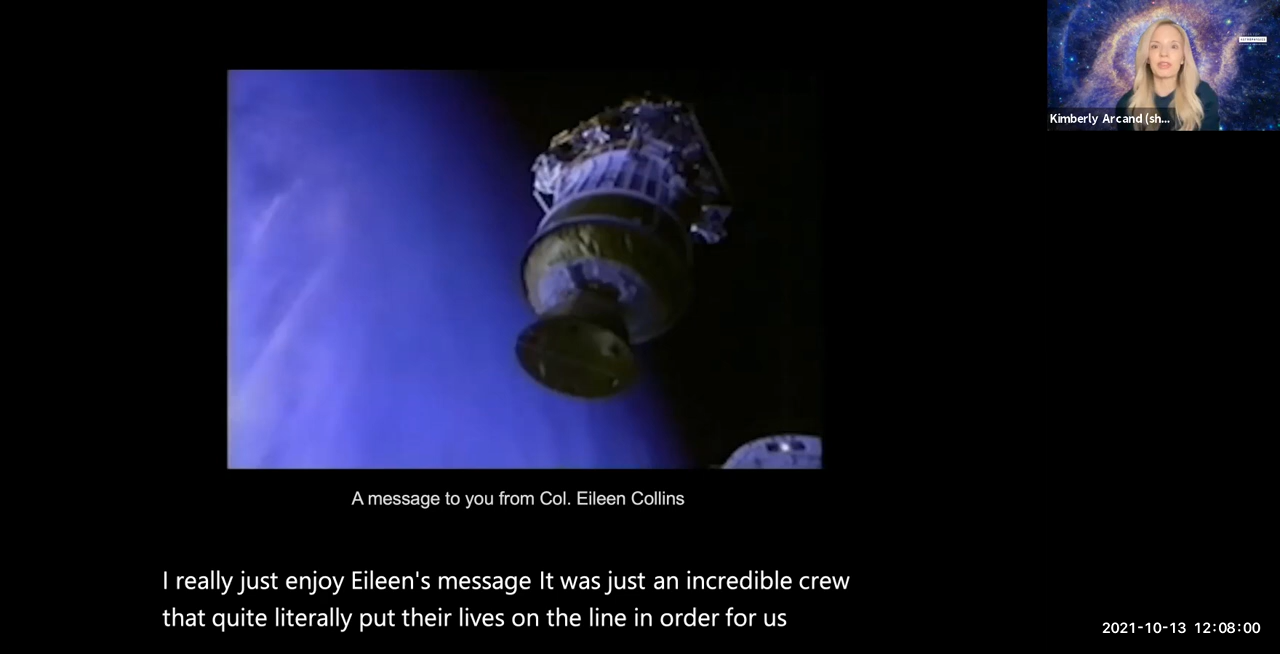 Kimberly Arcand (sh...
A message to you from Col. Eileen Collins
I really just enjoy Eileen's message It was just an incredible crew
that quite literally put their lives on the line in order for us
2021-10-13 12:08:00